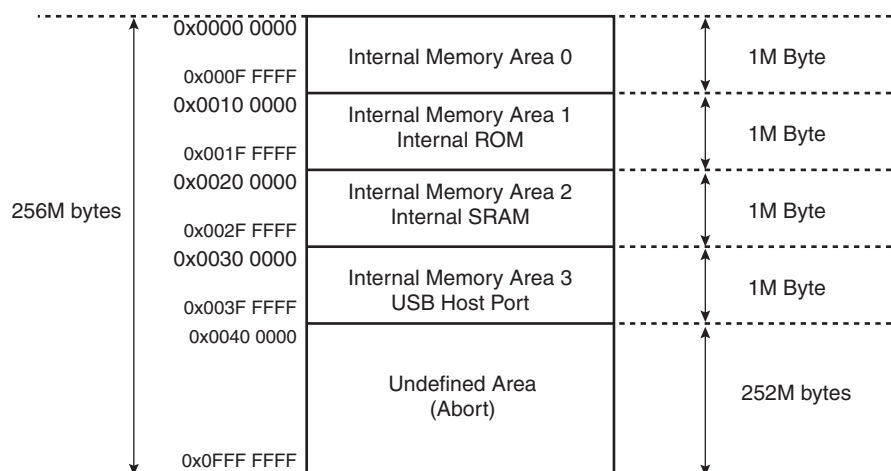 0x0000 0000
Internal Memory Area 0
1M Byte
0x000F FFFF
0x0010 0000
Internal Memory Area 1
Internal ROM
1M Byte
0x001F FFFF
0x0020 0000
256M bytes
Internal Memory Area 2
Internal SRAM
1M Byte
0x002F FFFF
0x0030 0000
Internal Memory Area 3
USB Host Port
1M Byte
0x003F FFFF
0x0040 0000
Undefined Area
(Abort)
252M bytes
0x0FFF FFFF